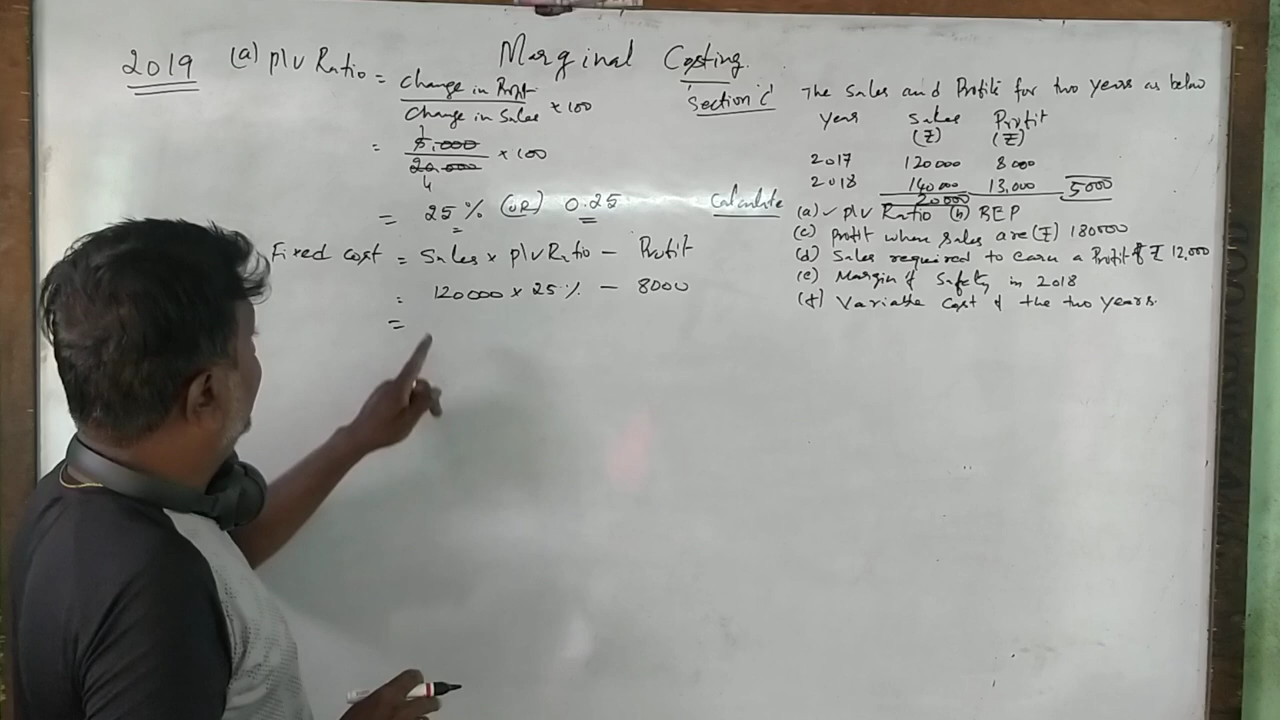 2019
Marginal Costing.
(a) p/v Ratio = Change in Profit / Change in Sales × 100
= 5,000 / 20,000 × 100
1
4
= 25% (OR) 0.25
Fixed cost = Sales × p/v Ratio – Profit
= 120000 × 25% – 8000
=
Section 'C'
The Sales and Profits for two years as below
Year Sales (₹) Profit (₹)
2017 120000 8000
2018 140000 13,000 5000
20000
Calculate (a) ✓ p/v Ratio (b) BEP
(c) Profit when sales are (₹) 180000
(d) Sales required to earn a Profit of ₹ 12,000
(e) Margin of Safety in 2018
(f) Variable Cost of the two years.